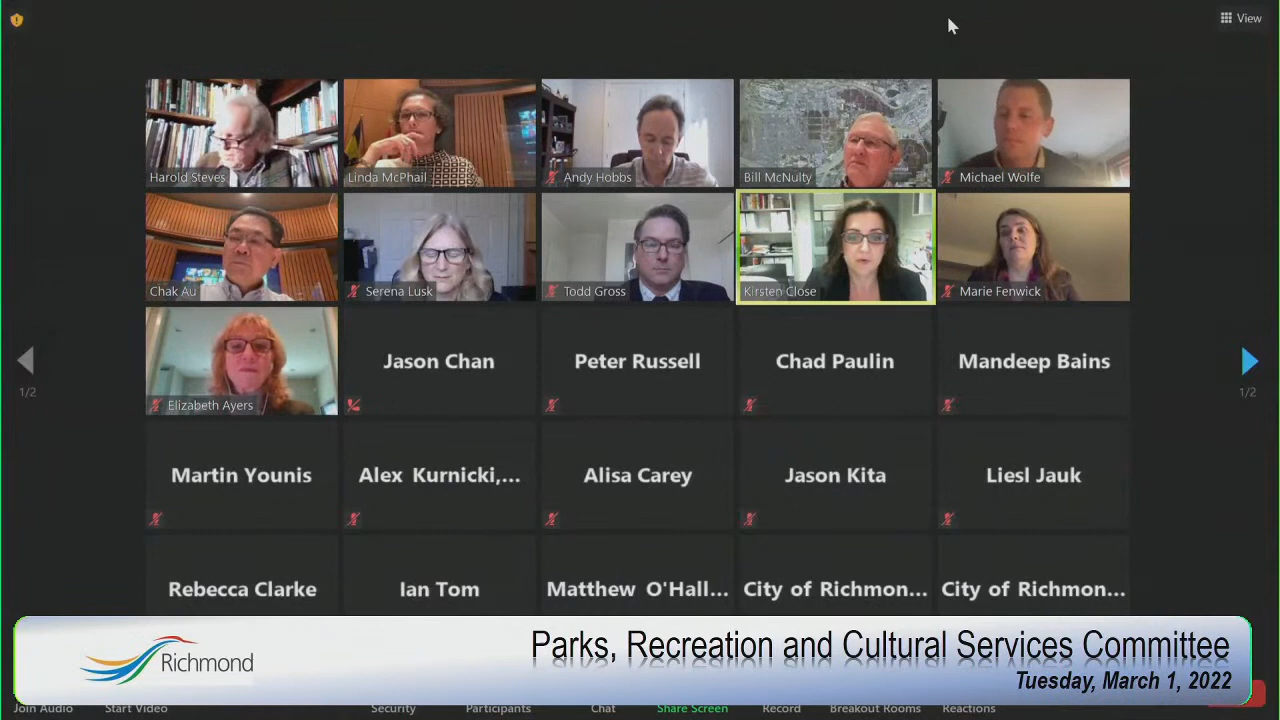 View
Harold Steves
Linda McPhail
Andy Hobbs
Bill McNulty
Michael Wolfe
Chak Au
Serena Lusk
Todd Gross
Kirsten Close
Marie Fenwick
Elizabeth Ayers
Jason Chan
Peter Russell
Chad Paulin
Mandeep Bains
1/2
1/2
Martin Younis
Alex Kurnicki,...
Alisa Carey
Jason Kita
Liesl Jauk
Rebecca Clarke
Ian Tom
Matthew O'Hall...
City of Richmon...
City of Richmon...
Richmond
Parks, Recreation and Cultural Services Committee
Tuesday, March 1, 2022
Join Audio
Start Video
Security
Participants
Chat
Share Screen
Record
Breakout Rooms
Reactions